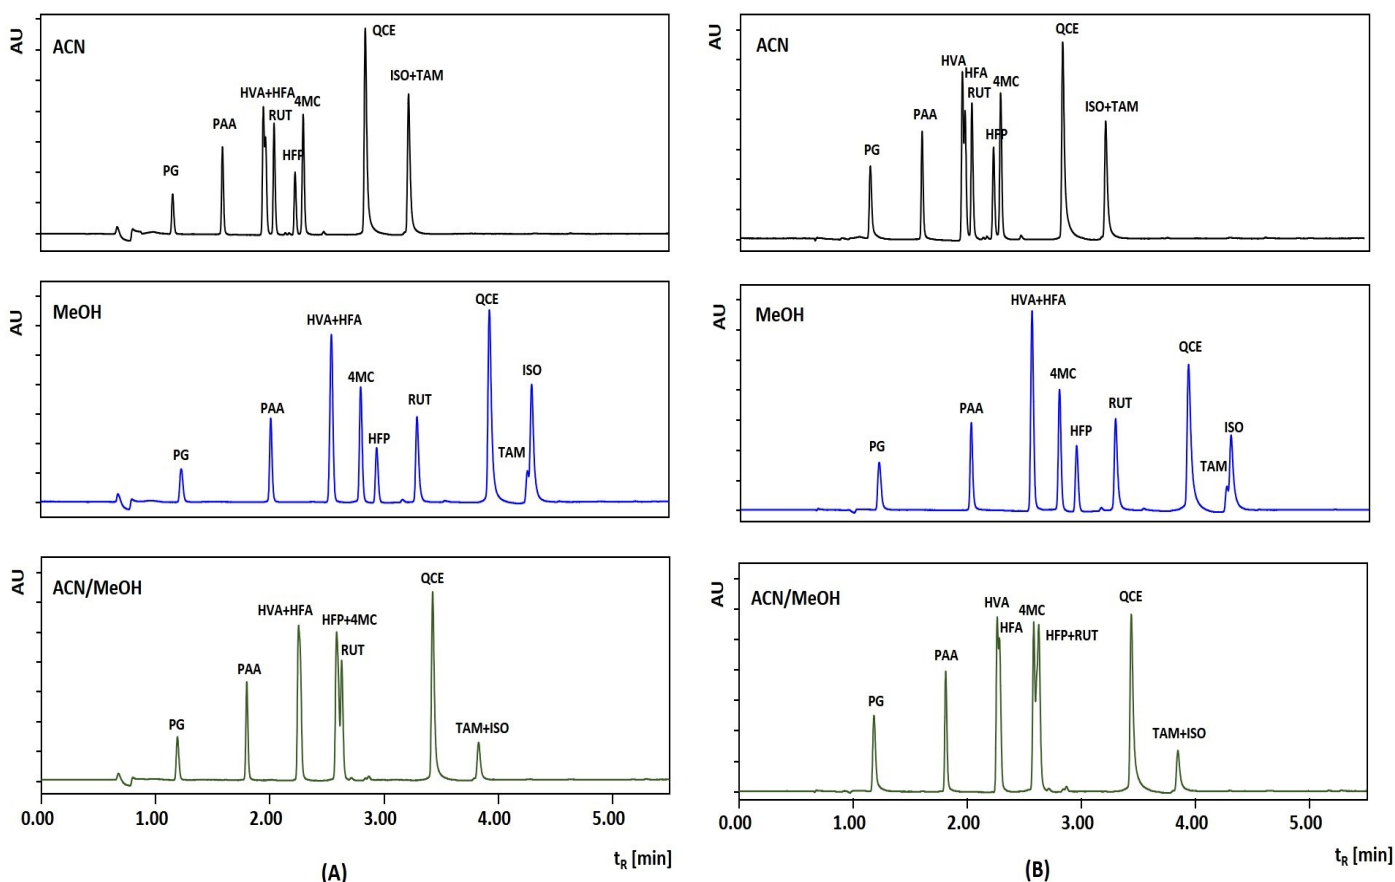 AU
ACN
PG
PAA
HVA+HFA
RUT
HFP
4MC
QCE
ISO+TAM
AU
MeOH
PG
PAA
HVA+HFA
4MC
HFP
RUT
QCE
TAM
ISO
AU
ACN/MeOH
PG
PAA
HVA+HFA
HFP+4MC
RUT
QCE
TAM+ISO
0.00 1.00 2.00 3.00 4.00 5.00
tR [min]
(A)
AU
ACN
PG
PAA
HVA
HFA
RUT
HFP
4MC
QCE
ISO+TAM
AU
MeOH
PG
PAA
HVA+HFA
4MC
HFP
RUT
QCE
TAM
ISO
AU
ACN/MeOH
PG
PAA
HVA
HFA
4MC
HFP+RUT
QCE
TAM+ISO
0.00 1.00 2.00 3.00 4.00 5.00
tR [min]
(B)